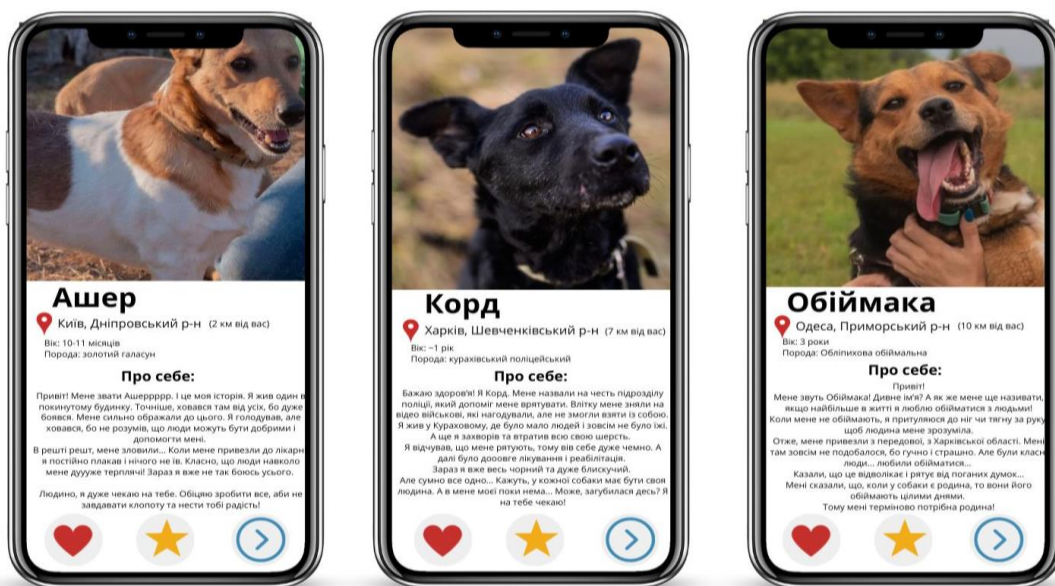 Ашер
Київ, Дніпровський р-н (2 км від вас)
Вік: 10-11 місяців
Порода: золотий галасун
Про себе:
Привіт! Мене звати Ашеррррр. І це моя історія. Я жив один в
покинутому будинку. Точніше, ховався там від усіх, бо дуже
боявся. Мене сильно ображали до цього. Я голодував, але
ховався, бо не розумів, що люди можуть бути добрими і
допомогти мені.
В решті решт, мене зловили... Коли мене привезли до лікарн
я постійно плакав і нічого не їв. Класно, що люди навколо
мене дуууже терплячі! Зараз я вже не так боюсь усього.
Людино, я дуже чекаю на тебе. Обіцяю зробити все, аби не
завдавати клопоту та нести тобі радість!
Корд
Харків, Шевченківський р-н (7 км від вас)
Вік: ~1 рік
Порода: курахівський поліцейський
Про себе:
Бажаю здоров'я! Я Корд. Мене назвали на честь підрозділу
поліції, який допоміг мене врятувати. Влітку мене зняли на
відео військові, які нагодували, але не змогли взяти із собою.
Я жив у Кураховому, де було мало людей і зовсім не було їжі.
А ще я захворів та втратив всю свою шерсть.
Я відчував, що мене рятують, тому вів себе дуже чемно. А
далі було дооовге лікування і реабілітація.
Зараз я вже весь чорний та дуже блискучий.
Але сумно все одно... Кажуть, у кожної собаки має бути своя
людина. А в мене моєї поки нема... Може, загубилася десь? Я
на тебе чекаю!
Обіймака
Одеса, Приморський р-н (10 км від вас)
Вік: 3 роки
Порода: Обліпихова обіймальна
Про себе:
Привіт!
Мене звуть Обіймака! Дивне ім'я? А як же мене ще називати,
якщо найбільше в житті я люблю обійматися з людьми!
Коли мене не обіймають, я притуляюся до ніг чи тягну за руку
щоб людина мене зрозуміла.
Отже, мене привезли з передової, з Харківської області. Мені
там зовсім не подобалось, бо гучно і страшно. Але були класн
люди... любили обійматися...
Казали, що це відволікає і рятує від поганих думок...
Мені сказали, що, коли у собаки є родина, то вони його
обіймають цілими днями.
Тому мені терміново потрібна родина!